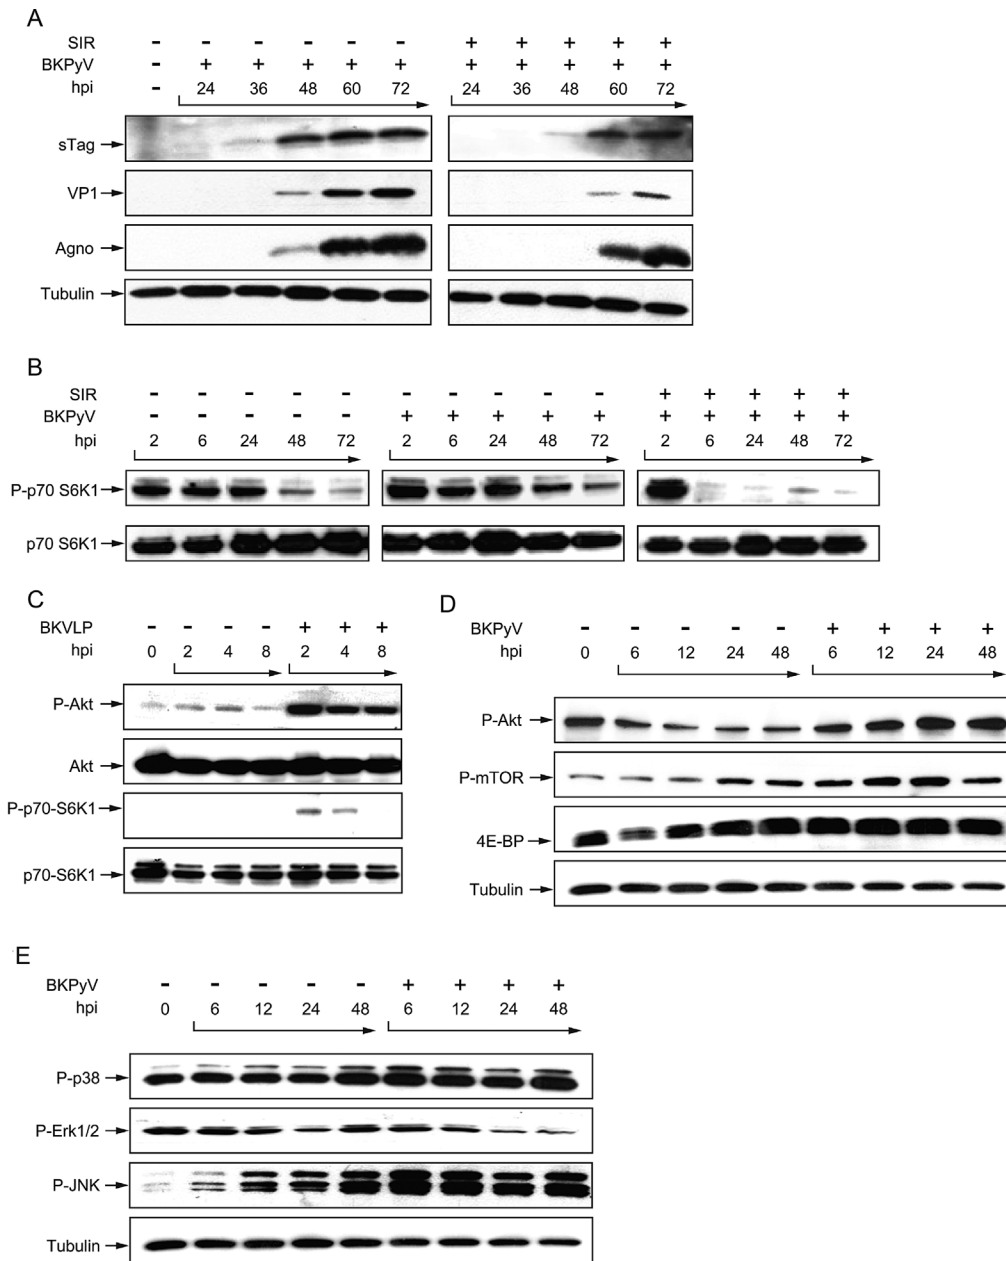 A
SIR - - - - - - + + + + +
BKPyV - + + + + + + + + + +
hpi - 24 36 48 60 72 24 36 48 60 72
sTag
VP1
Agno
Tubulin
B
SIR - - - - - - - - - - + + + + +
BKPyV - - - - - + + + + + + + + + +
hpi 2 6 24 48 72 2 6 24 48 72 2 6 24 48 72
P-p70 S6K1
p70 S6K1
C
BKVLP - - - - + + +
hpi 0 2 4 8 2 4 8
P-Akt
Akt
P-p70-S6K1
p70-S6K1
D
BKPyV - - - - - + + + +
hpi 0 6 12 24 48 6 12 24 48
P-Akt
P-mTOR
4E-BP
Tubulin
E
BKPyV - - - - - + + + +
hpi 0 6 12 24 48 6 12 24 48
P-p38
P-Erk1/2
P-JNK
Tubulin